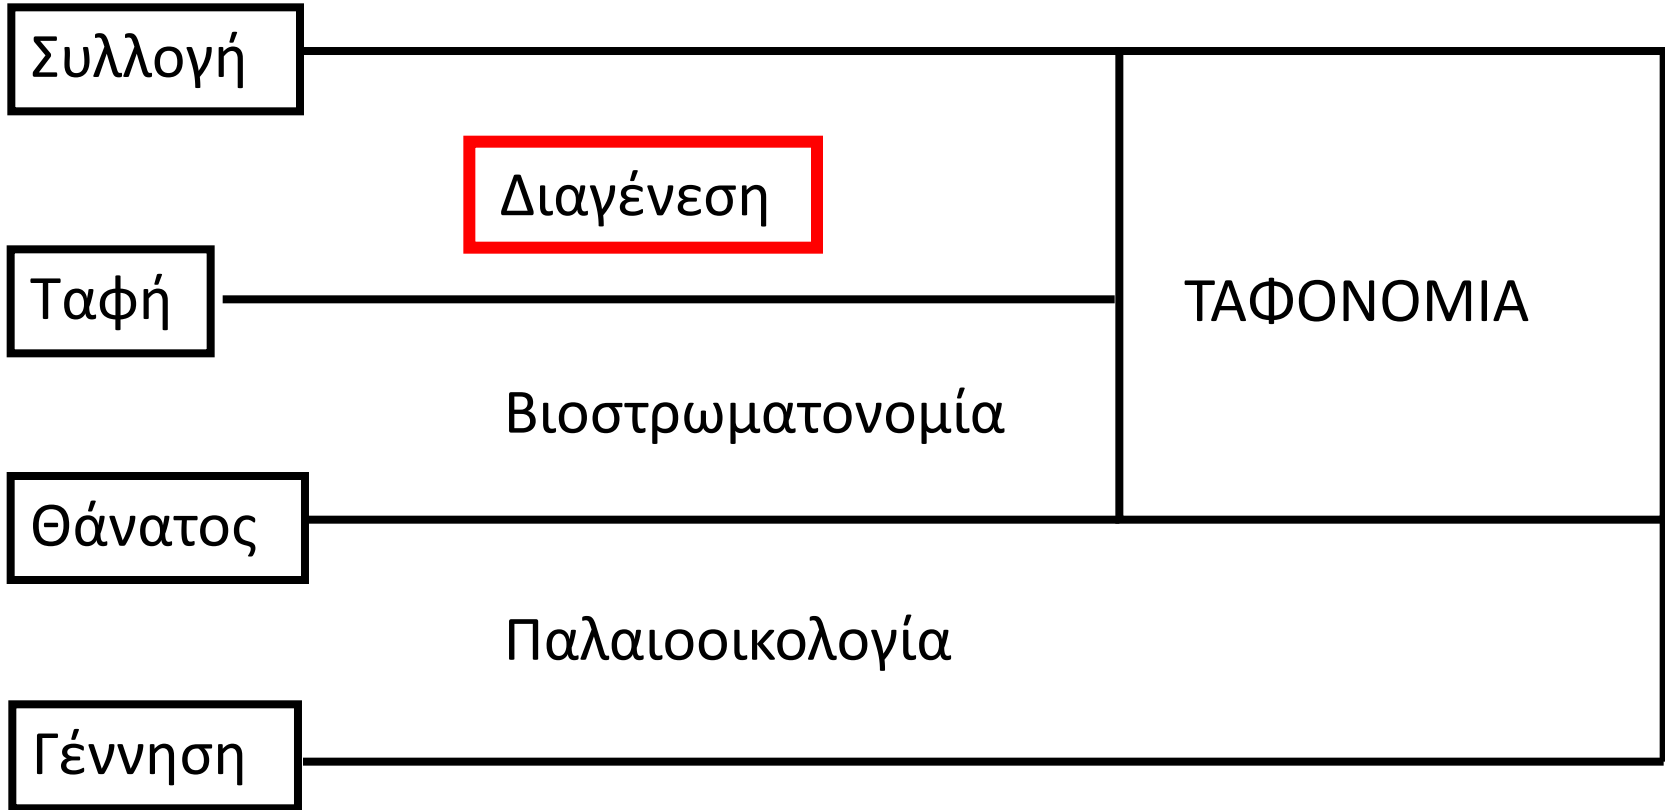 Συλλογή
Διαγένεση
Ταφή
ΤΑΦΟΝΟΜΙΑ
Βιοστρωματονομία
Θάνατος
Παλαιοοικολογία
Γέννηση